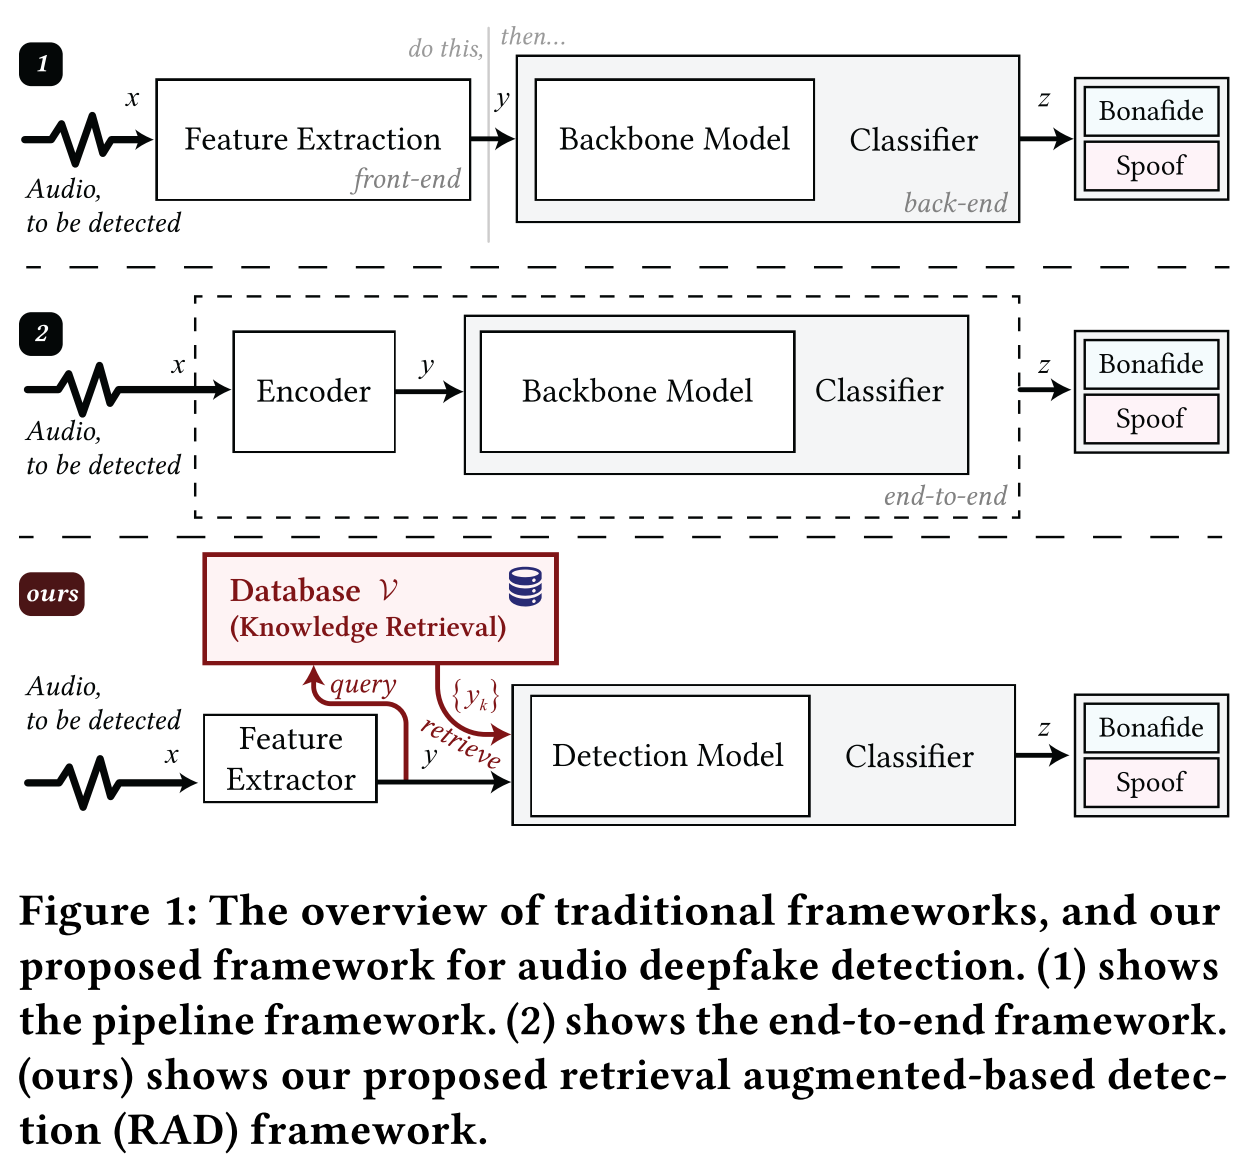 1
do this, then...
x
Feature Extraction
front-end
y
Backbone Model
Classifier
back-end
z
Bonafide
Spoof
Audio,
to be detected
2
x
Encoder
y
Backbone Model
Classifier
end-to-end
z
Bonafide
Spoof
Audio,
to be detected
ours
Database 𝒱
(Knowledge Retrieval)
query
{yₖ}
retrieve
Audio,
to be detected
x
Feature
Extractor
y
Detection Model
Classifier
z
Bonafide
Spoof
Figure 1: The overview of traditional frameworks, and our
proposed framework for audio deepfake detection. (1) shows
the pipeline framework. (2) shows the end-to-end framework.
(ours) shows our proposed retrieval augmented-based detec-
tion (RAD) framework.